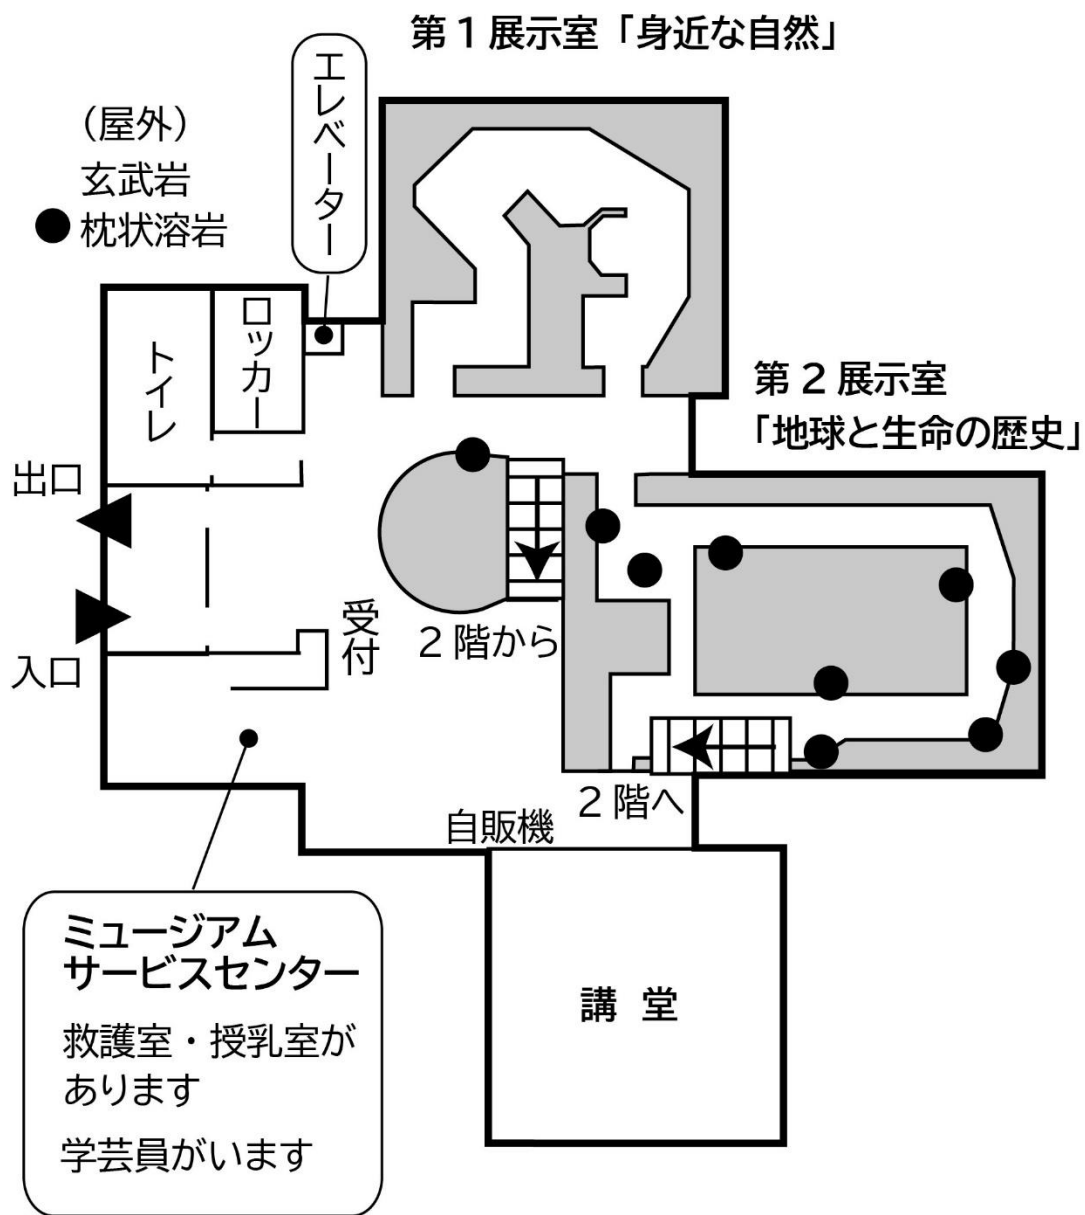 第1展示室「身近な自然」
エレベーター
（屋外）
玄武岩
枕状溶岩
トイレ
ロッカー
第2展示室
「地球と生命の歴史」
出口
入口
受付
2階から
2階へ
自販機
ミュージアム
サービスセンター
救護室・授乳室が
あります
学芸員がいます
講堂